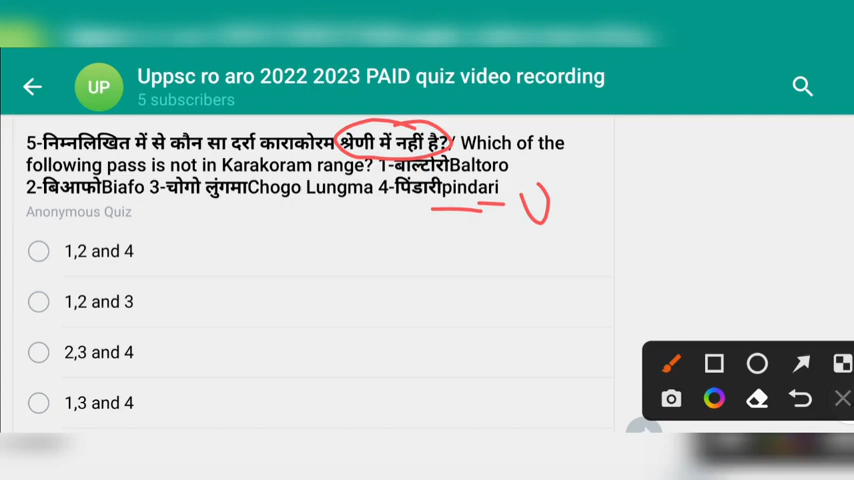 UP
Uppsc ro aro 2022 2023 PAID quiz video recording
5 subscribers
5-निम्नलिखित में से कौन सा दर्रा काराकोरम श्रेणी में नहीं है?/ Which of the
following pass is not in Karakoram range? 1-बाल्टोरोBaltoro
2-बिआफोBiafo 3-चोगो लुंगमाChogo Lungma 4-पिंडारीpindari
U
Anonymous Quiz
1,2 and 4
1,2 and 3
2,3 and 4
1,3 and 4